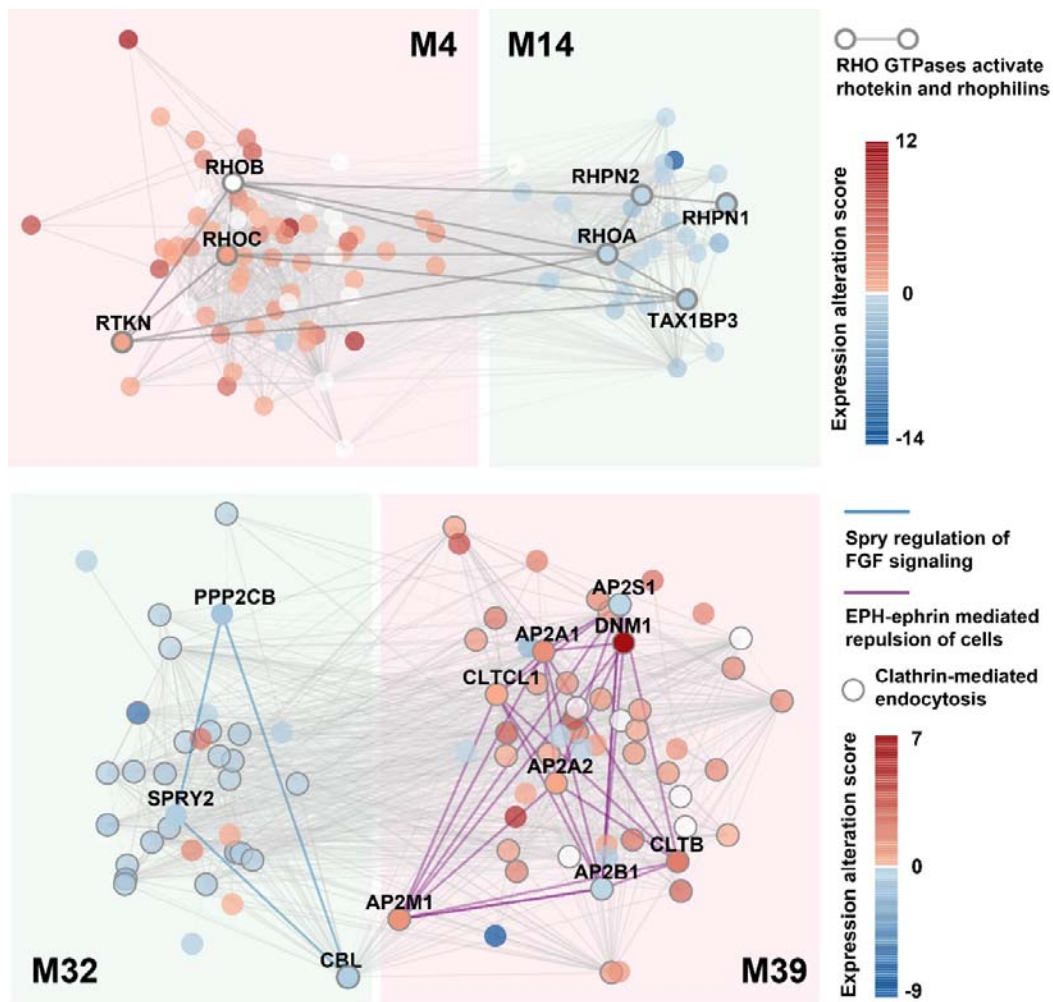 M4
M14
RHO GTPases activate
rhotekin and rhophilins
RHOB
RHPN2
RHPN1
RHOC
RHOA
RTKN
TAX1BP3
Expression alteration score
12
0
-14
PPP2CB
SPRY2
CBL
M32
AP2S1
DNM1
AP2A1
CLTCL1
AP2A2
CLTB
AP2B1
AP2M1
M39
Spry regulation of
FGF signaling
EPH-ephrin mediated
repulsion of cells
Clathrin-mediated
endocytosis
Expression alteration score
7
0
-9